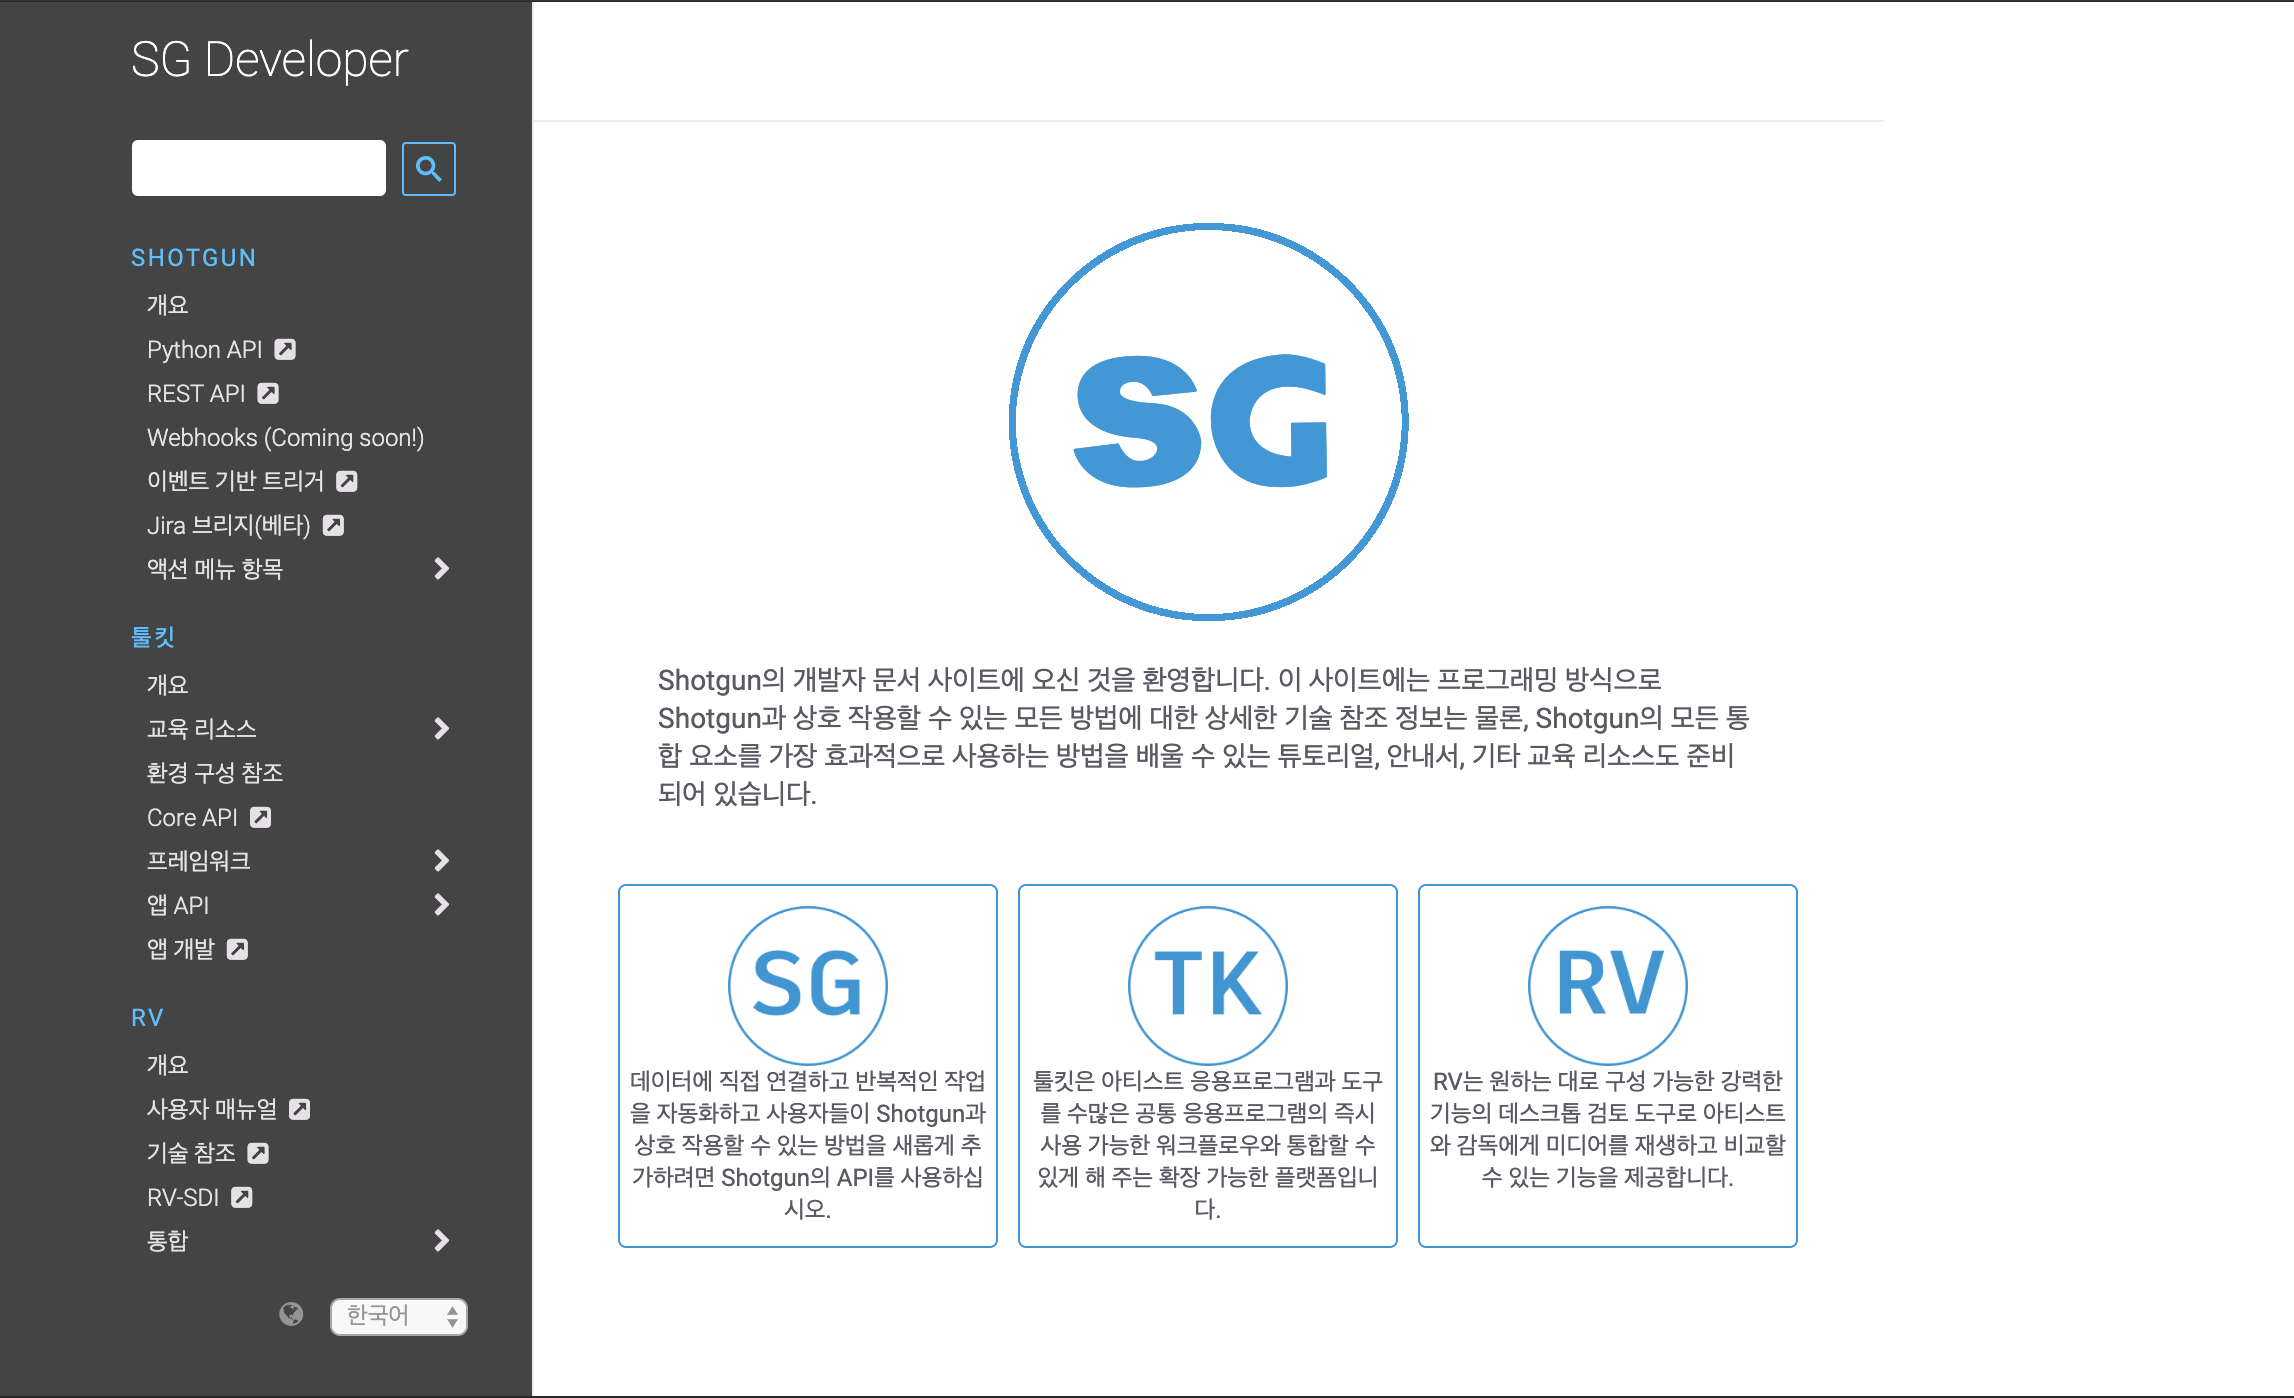 SG Developer
SHOTGUN
개요
Python API
REST API
Webhooks (Coming soon!)
이벤트 기반 트리거
Jira 브리지(베타)
액션 메뉴 항목
툴킷
개요
교육 리소스
환경 구성 참조
Core API
프레임워크
앱 API
앱 개발
RV
개요
사용자 매뉴얼
기술 참조
RV-SDI
통합
한국어
SG
Shotgun의 개발자 문서 사이트에 오신 것을 환영합니다. 이 사이트에는 프로그래밍 방식으로
Shotgun과 상호 작용할 수 있는 모든 방법에 대한 상세한 기술 참조 정보는 물론, Shotgun의 모든 통
합 요소를 가장 효과적으로 사용하는 방법을 배울 수 있는 튜토리얼, 안내서, 기타 교육 리소스도 준비
되어 있습니다.
SG
데이터에 직접 연결하고 반복적인 작업
을 자동화하고 사용자들이 Shotgun과
상호 작용할 수 있는 방법을 새롭게 추
가하려면 Shotgun의 API를 사용하십
시오.
TK
툴킷은 아티스트 응용프로그램과 도구
를 수많은 공통 응용프로그램의 즉시
사용 가능한 워크플로우와 통합할 수
있게 해 주는 확장 가능한 플랫폼입니
다.
RV
RV는 원하는 대로 구성 가능한 강력한
기능의 데스크톱 검토 도구로 아티스트
와 감독에게 미디어를 재생하고 비교할
수 있는 기능을 제공합니다.